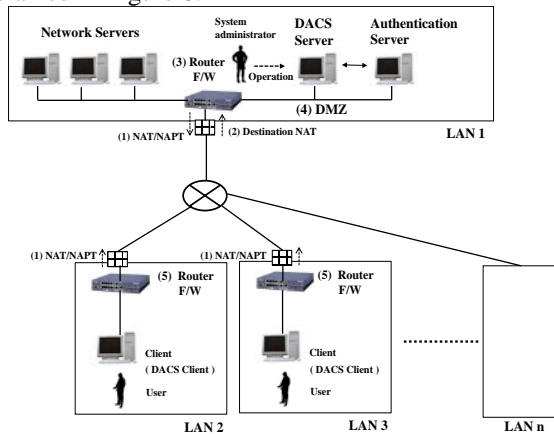 System
administrator
DACS
Server
Authentication
Server
Network Servers
(3) Router
F/W
Operation
(4) DMZ
(1) NAT/NAPT
(2) Destination NAT
LAN 1
(1) NAT/NAPT
(1) NAT/NAPT
(5) Router
F/W
(5) Router
F/W
Client
( DACS Client )
User
Client
( DACS Client )
User
LAN 2
LAN 3
LAN n